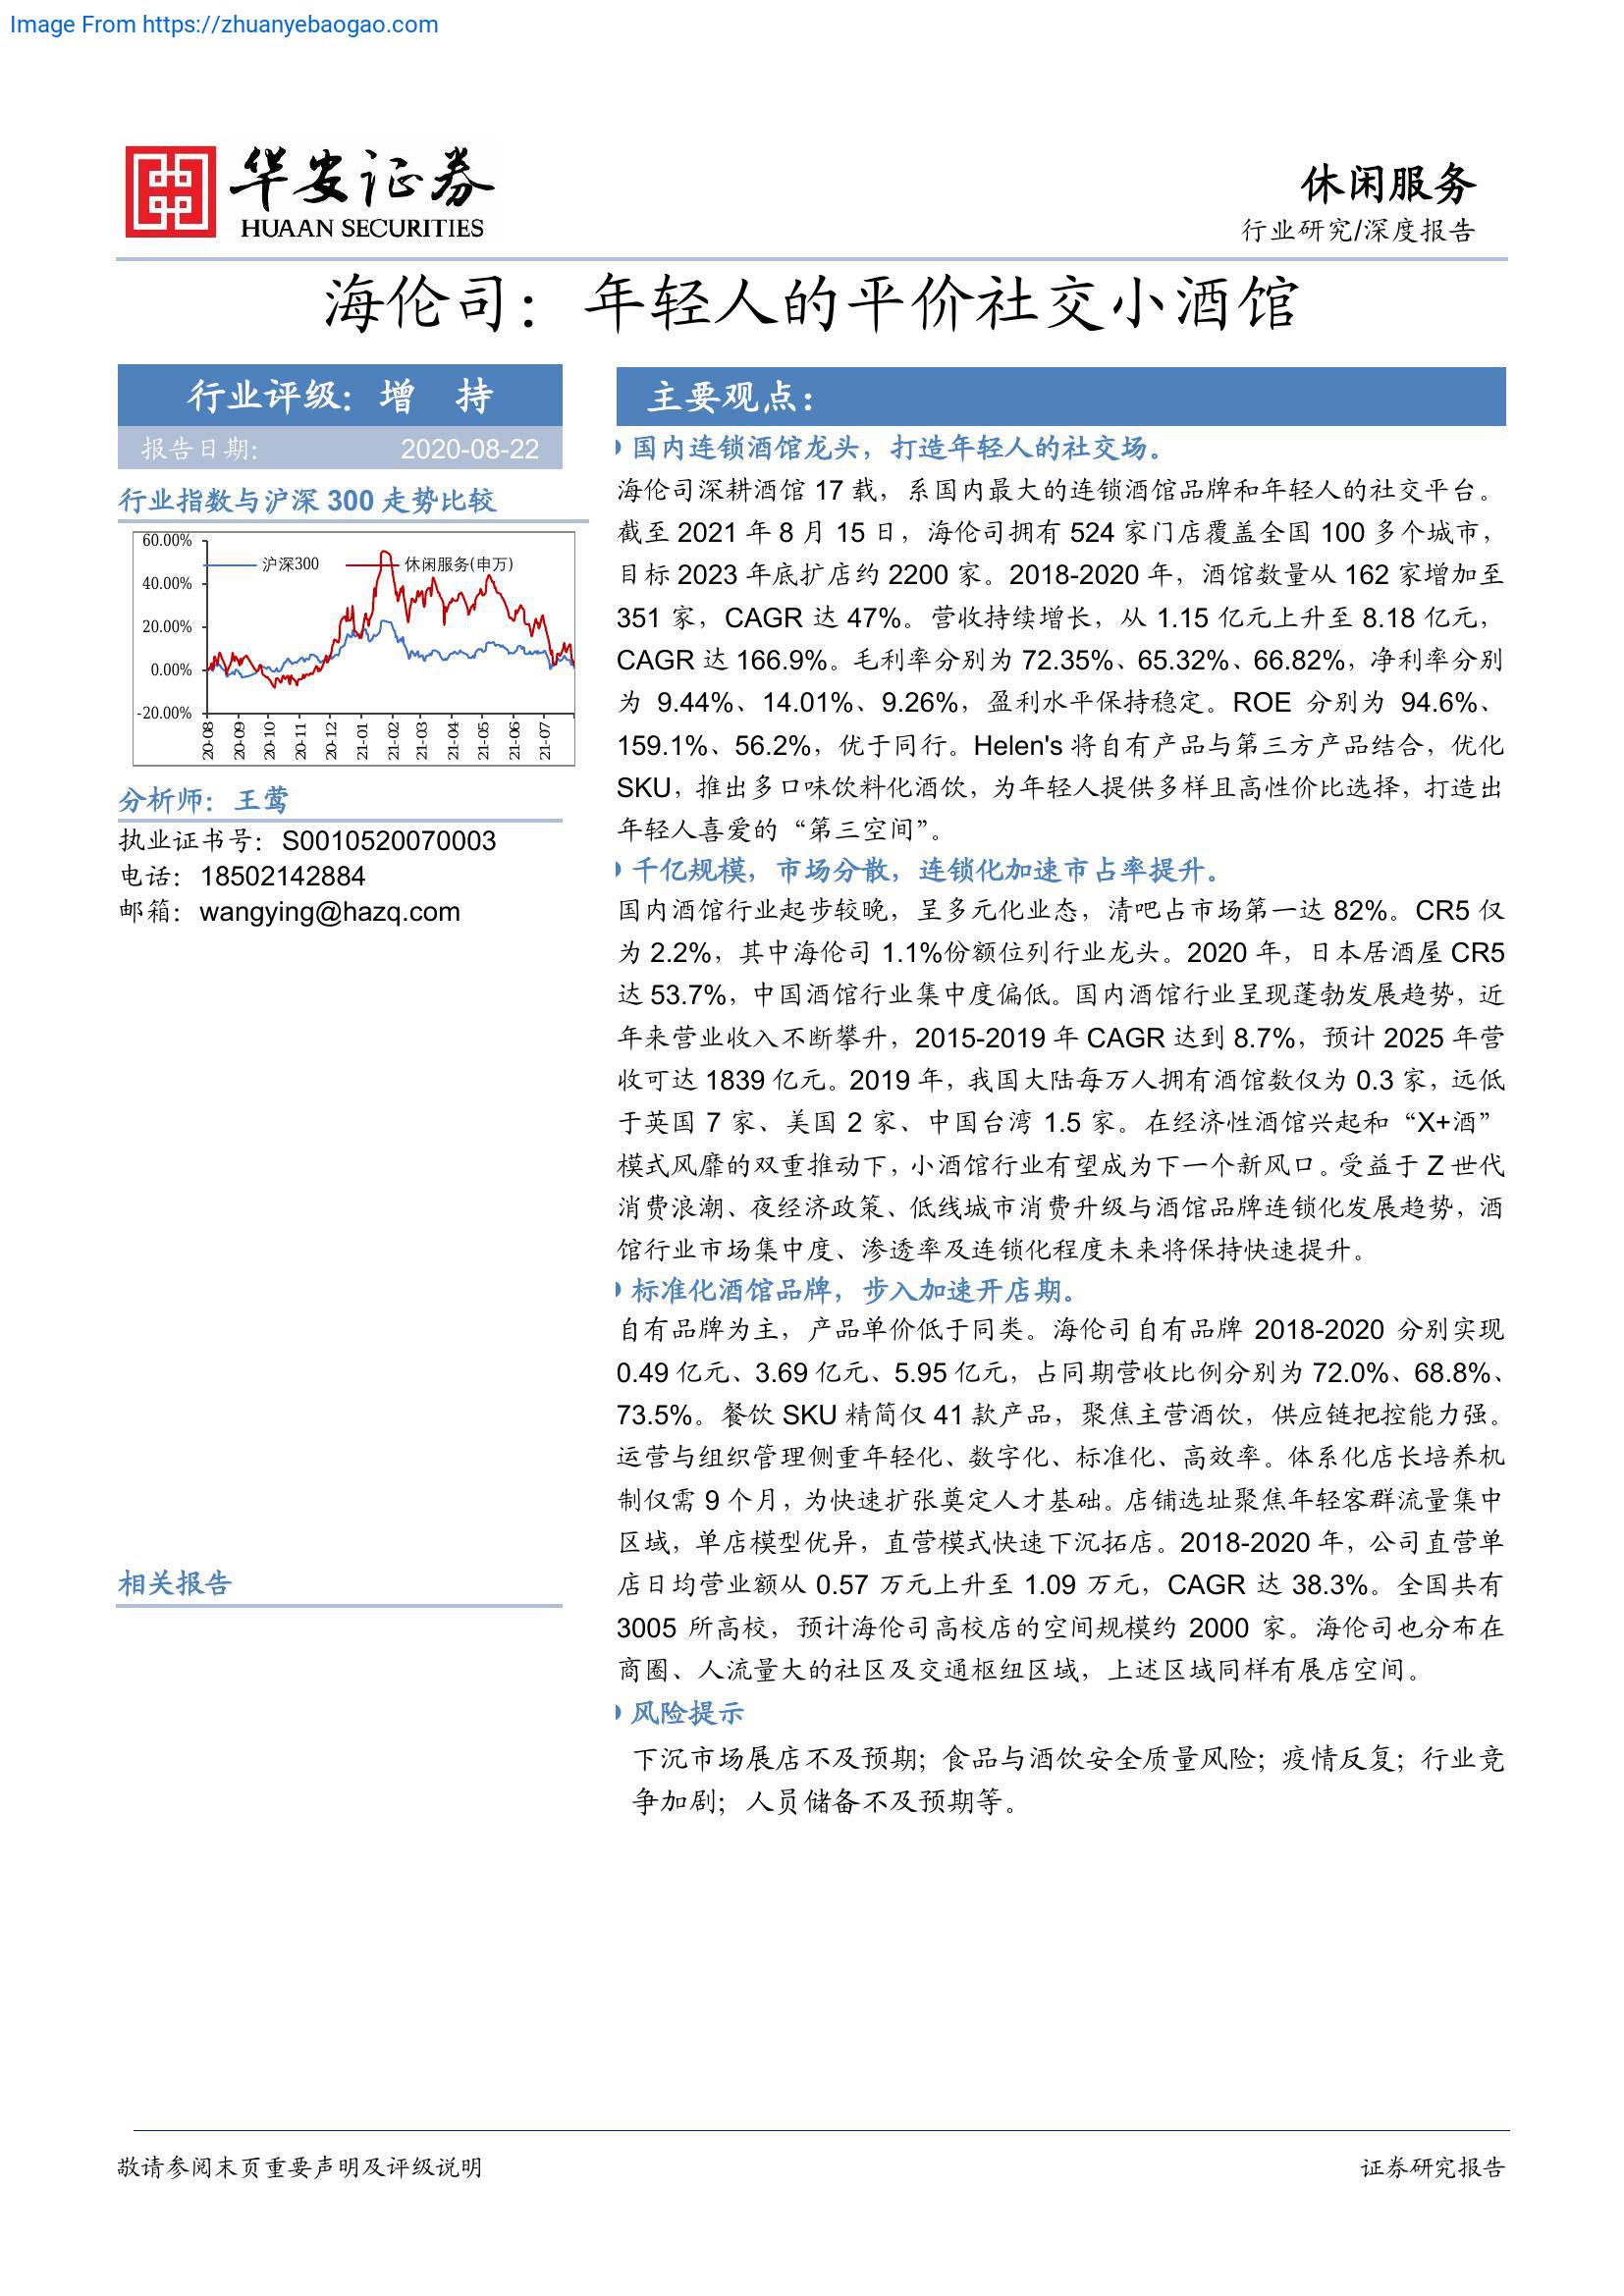 Image From https://zhuanyebaogao.com
华安证券
HUAAN SECURITIES
休闲服务
行业研究/深度报告
海伦司：年轻人的平价社交小酒馆
行业评级：增 持
报告日期： 2020-08-22
行业指数与沪深 300 走势比较
60.00%
40.00%
20.00%
0.00%
-20.00%
沪深300
休闲服务(申万)
20-08
20-09
20-10
20-11
20-12
21-01
21-02
21-03
21-04
21-05
21-06
21-07
分析师：王莺
执业证书号：S0010520070003
电话：18502142884
邮箱：wangying@hazq.com
相关报告
主要观点：
国内连锁酒馆龙头，打造年轻人的社交场。
海伦司深耕酒馆 17 载，系国内最大的连锁酒馆品牌和年轻人的社交平台。
截至 2021 年 8 月 15 日，海伦司拥有 524 家门店覆盖全国 100 多个城市，
目标 2023 年底扩店约 2200 家。2018-2020 年，酒馆数量从 162 家增加至
351 家，CAGR 达 47%。营收持续增长，从 1.15 亿元上升至 8.18 亿元，
CAGR 达 166.9%。毛利率分别为 72.35%、65.32%、66.82%，净利率分别
为 9.44%、14.01%、9.26%，盈利水平保持稳定。ROE 分别为 94.6%、
159.1%、56.2%，优于同行。Helen's 将自有产品与第三方产品结合，优化
SKU，推出多口味饮料化酒饮，为年轻人提供多样且高性价比选择，打造出
年轻人喜爱的“第三空间”。
千亿规模，市场分散，连锁化加速市占率提升。
国内酒馆行业起步较晚，呈多元化业态，清吧占市场第一达 82%。CR5 仅
为 2.2%，其中海伦司 1.1%份额位列行业龙头。2020 年，日本居酒屋 CR5
达 53.7%，中国酒馆行业集中度偏低。国内酒馆行业呈现蓬勃发展趋势，近
年来营业收入不断攀升，2015-2019 年 CAGR 达到 8.7%，预计 2025 年营
收可达 1839 亿元。2019 年，我国大陆每万人拥有酒馆数仅为 0.3 家，远低
于英国 7 家、美国 2 家、中国台湾 1.5 家。在经济性酒馆兴起和“X+酒”
模式风靡的双重推动下，小酒馆行业有望成为下一个新风口。受益于 Z 世代
消费浪潮、夜经济政策、低线城市消费升级与酒馆品牌连锁化发展趋势，酒
馆行业市场集中度、渗透率及连锁化程度未来将保持快速提升。
标准化酒馆品牌，步入加速开店期。
自有品牌为主，产品单价低于同类。海伦司自有品牌 2018-2020 分别实现
0.49 亿元、3.69 亿元、5.95 亿元，占同期营收比例分别为 72.0%、68.8%、
73.5%。餐饮 SKU 精简仅 41 款产品，聚焦主营酒饮，供应链把控能力强。
运营与组织管理侧重年轻化、数字化、标准化、高效率。体系化店长培养机
制仅需 9 个月，为快速扩张奠定人才基础。店铺选址聚焦年轻客群流量集中
区域，单店模型优异，直营模式快速下沉拓店。2018-2020 年，公司直营单
店日均营业额从 0.57 万元上升至 1.09 万元，CAGR 达 38.3%。全国共有
3005 所高校，预计海伦司高校店的空间规模约 2000 家。海伦司也分布在
商圈、人流量大的社区及交通枢纽区域，上述区域同样有展店空间。
风险提示
下沉市场展店不及预期；食品与酒饮安全质量风险；疫情反复；行业竞
争加剧；人员储备不及预期等。
敬请参阅末页重要声明及评级说明
证券研究报告